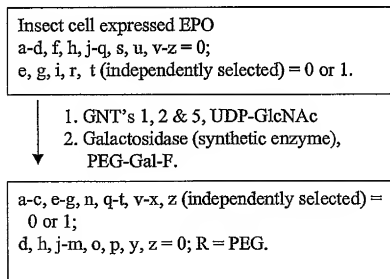 Insect cell expressed EPO
a-d, f, h, j-q, s, u, v-z = 0;
e, g, i, r, t (independently selected) = 0 or 1.
1. GNT's 1, 2 & 5, UDP-GlcNAc
2. Galactosidase (synthetic enzyme),
PEG-Gal-F.
a-c, e-g, n, q-t, v-x, z (independently selected) =
0 or 1;
d, h, j-m, o, p, y, z = 0; R = PEG.